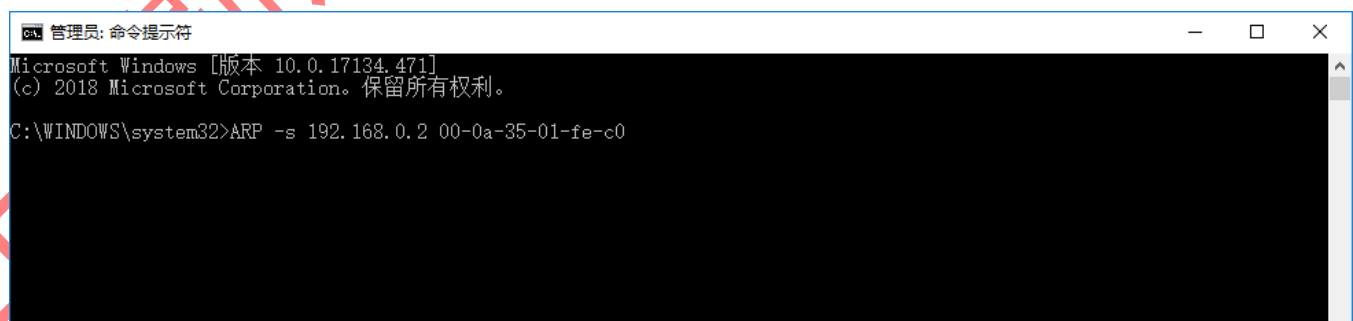 管理员: 命令提示符
Microsoft Windows [版本 10.0.17134.471]
(c) 2018 Microsoft Corporation。保留所有权利。
C:\WINDOWS\system32>ARP -s 192.168.0.2 00-0a-35-01-fe-c0